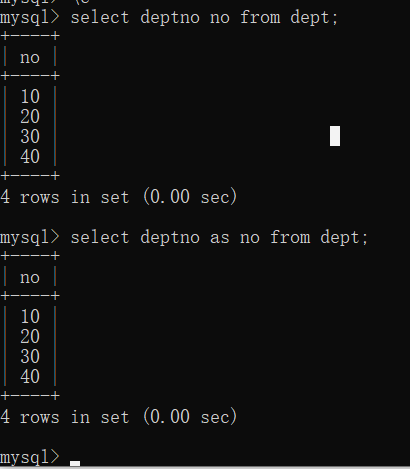 mysql> \c
mysql> select deptno no from dept;
+----+
| no |
+----+
| 10 |
| 20 |
| 30 |
| 40 |
+----+
4 rows in set (0.00 sec)
mysql> select deptno as no from dept;
+----+
| no |
+----+
| 10 |
| 20 |
| 30 |
| 40 |
+----+
4 rows in set (0.00 sec)
mysql>